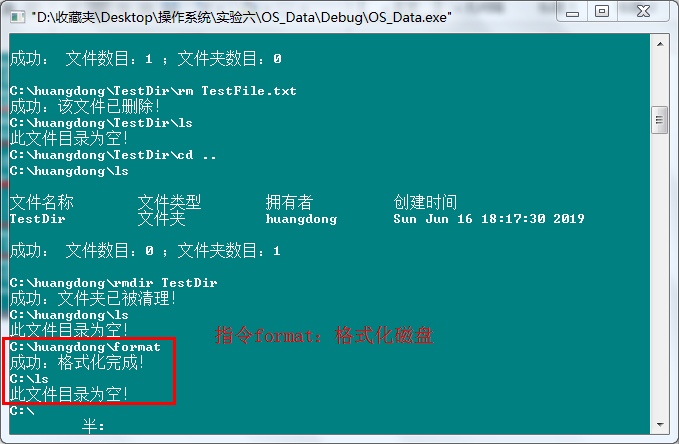 "D:\收藏夹\Desktop\操作系统\实验六\OS_Data\Debug\OS_Data.exe"
成功： 文件数目：1 ；文件夹数目：0
C:\huangdong\TestDir\rm TestFile.txt
成功：该文件已删除！
C:\huangdong\TestDir\ls
此文件目录为空！
C:\huangdong\TestDir\cd ..
C:\huangdong\ls
文件名称 文件类型 拥有者 创建时间
TestDir 文件夹 huangdong Sun Jun 16 18:17:30 2019
成功： 文件数目：0 ；文件夹数目：1
C:\huangdong\rmdir TestDir
成功：文件夹已被清理！
C:\huangdong\ls
此文件目录为空！
指令format：格式化磁盘
C:\huangdong\format
成功：格式化完成！
C:\ls
此文件目录为空！
C:\
半：